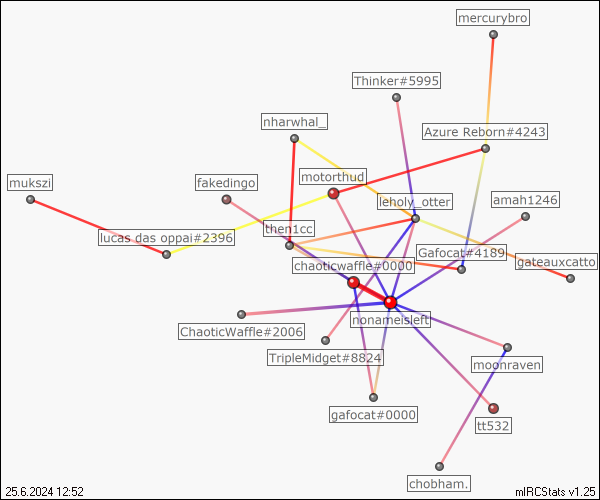 mercurybro
Thinker#5995
nharwhal_
Azure Reborn#4243
motorthud
mukszi
fakedingo
leholy_otter
amah1246
then1cc
lucas das oppai#2396
Gafocat#4189
gateauxcatto
chaoticwaffle#0000
nonameisleft
ChaoticWaffle#2006
TripleMidget#8824
moonraven
gafocat#0000
tt532
chobham.
25.6.2024 12:52
mIRCStats v1.25